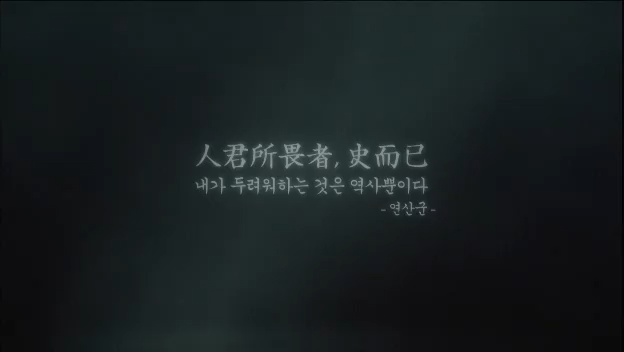 人君所畏者, 史而已
내가 두려워하는 것은 역사뿐이다
- 연산군 -